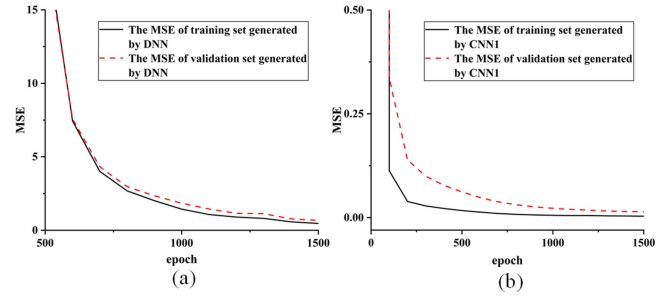 15
10
5
0
MSE
The MSE of training set generated
by DNN
The MSE of validation set generated
by DNN
500
1000
1500
epoch
(a)
0.50
0.25
0.00
MSE
The MSE of training set generated
by CNN1
The MSE of validation set generated
by CNN1
0
500
1000
1500
epoch
(b)